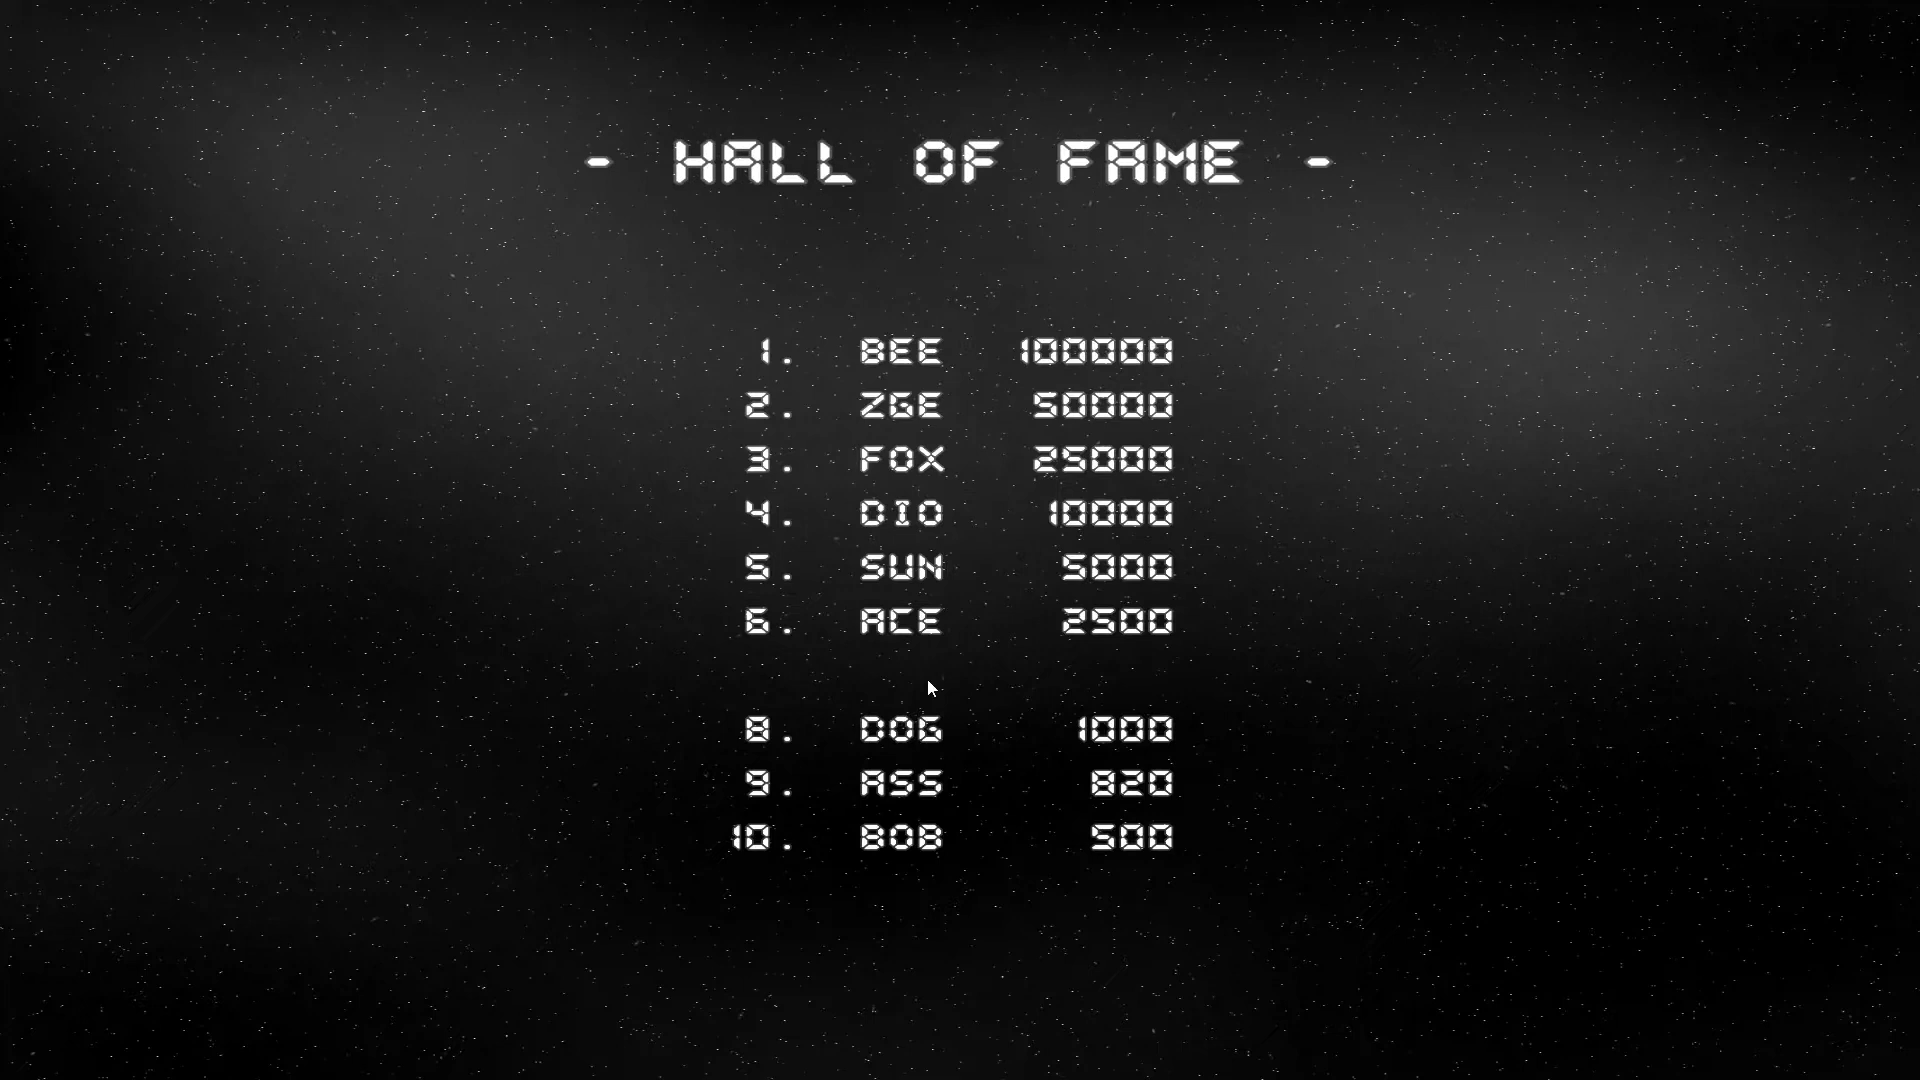 - HALL OF FAME -
1. BEE 100000
2. ZGE 50000
3. FOX 25000
4. DIO 10000
5. SUN 5000
6. ACE 2500
8. DOG 1000
9. ASS 820
10. BOB 500